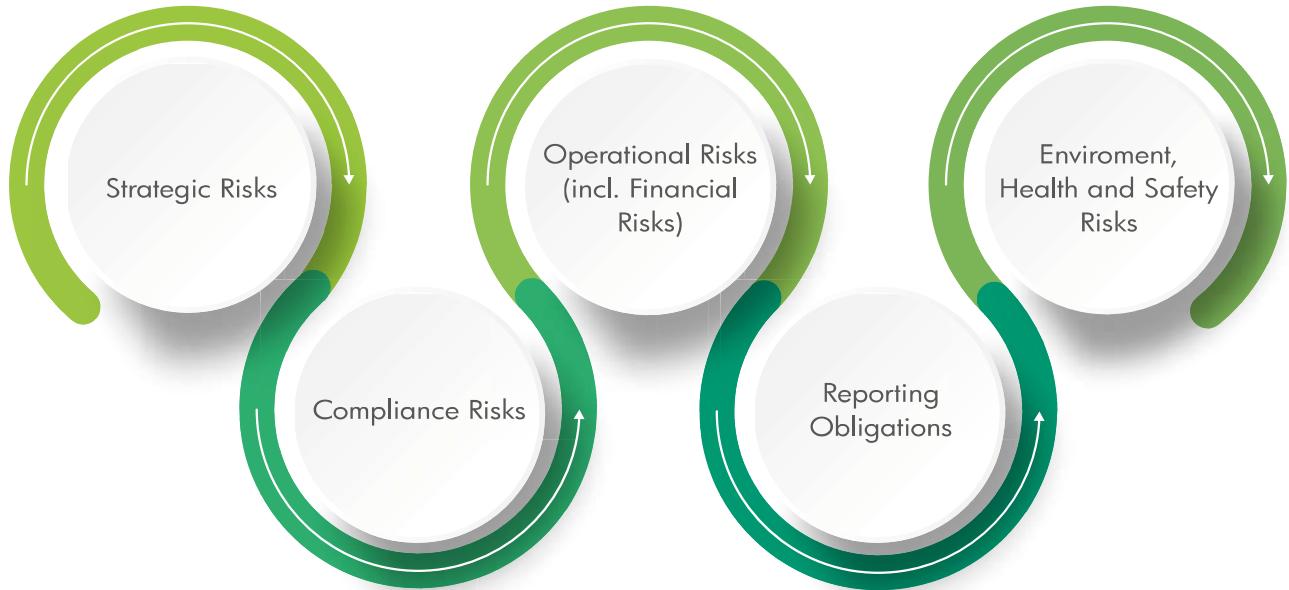 Strategic Risks
Compliance Risks
Operational Risks
(incl. Financial
Risks)
Reporting
Obligations
Enviroment,
Health and Safety
Risks